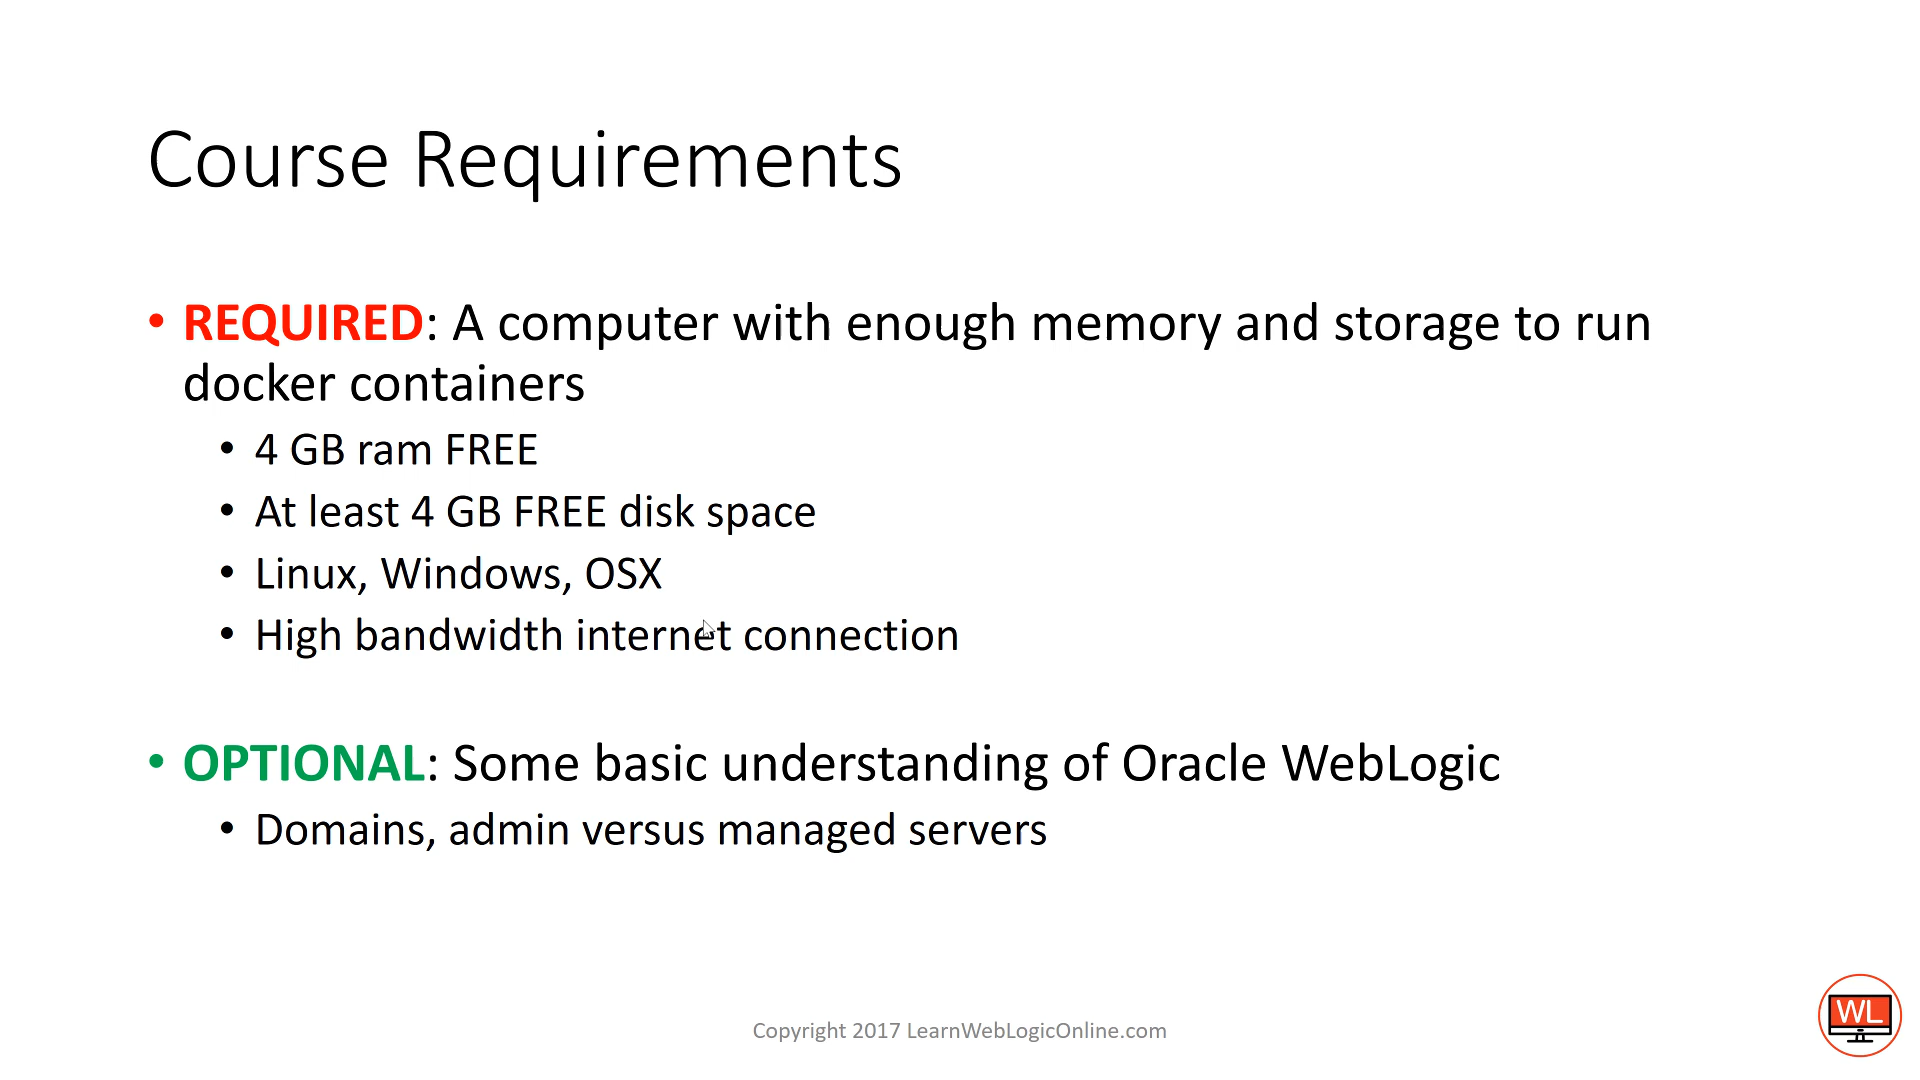 Course Requirements
• REQUIRED: A computer with enough memory and storage to run
docker containers
• 4 GB ram FREE
• At least 4 GB FREE disk space
• Linux, Windows, OSX
• High bandwidth internet connection
• OPTIONAL: Some basic understanding of Oracle WebLogic
• Domains, admin versus managed servers
Copyright 2017 LearnWebLogicOnline.com
WL